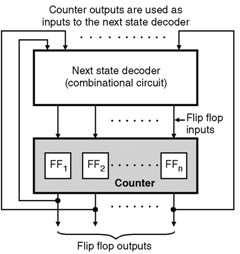 Counter outputs are used as
inputs to the next state decoder
Next state decoder
(combinational circuit)
Flip flop
inputs
FF1
FF2
FFn
Counter
Flip flop outputs